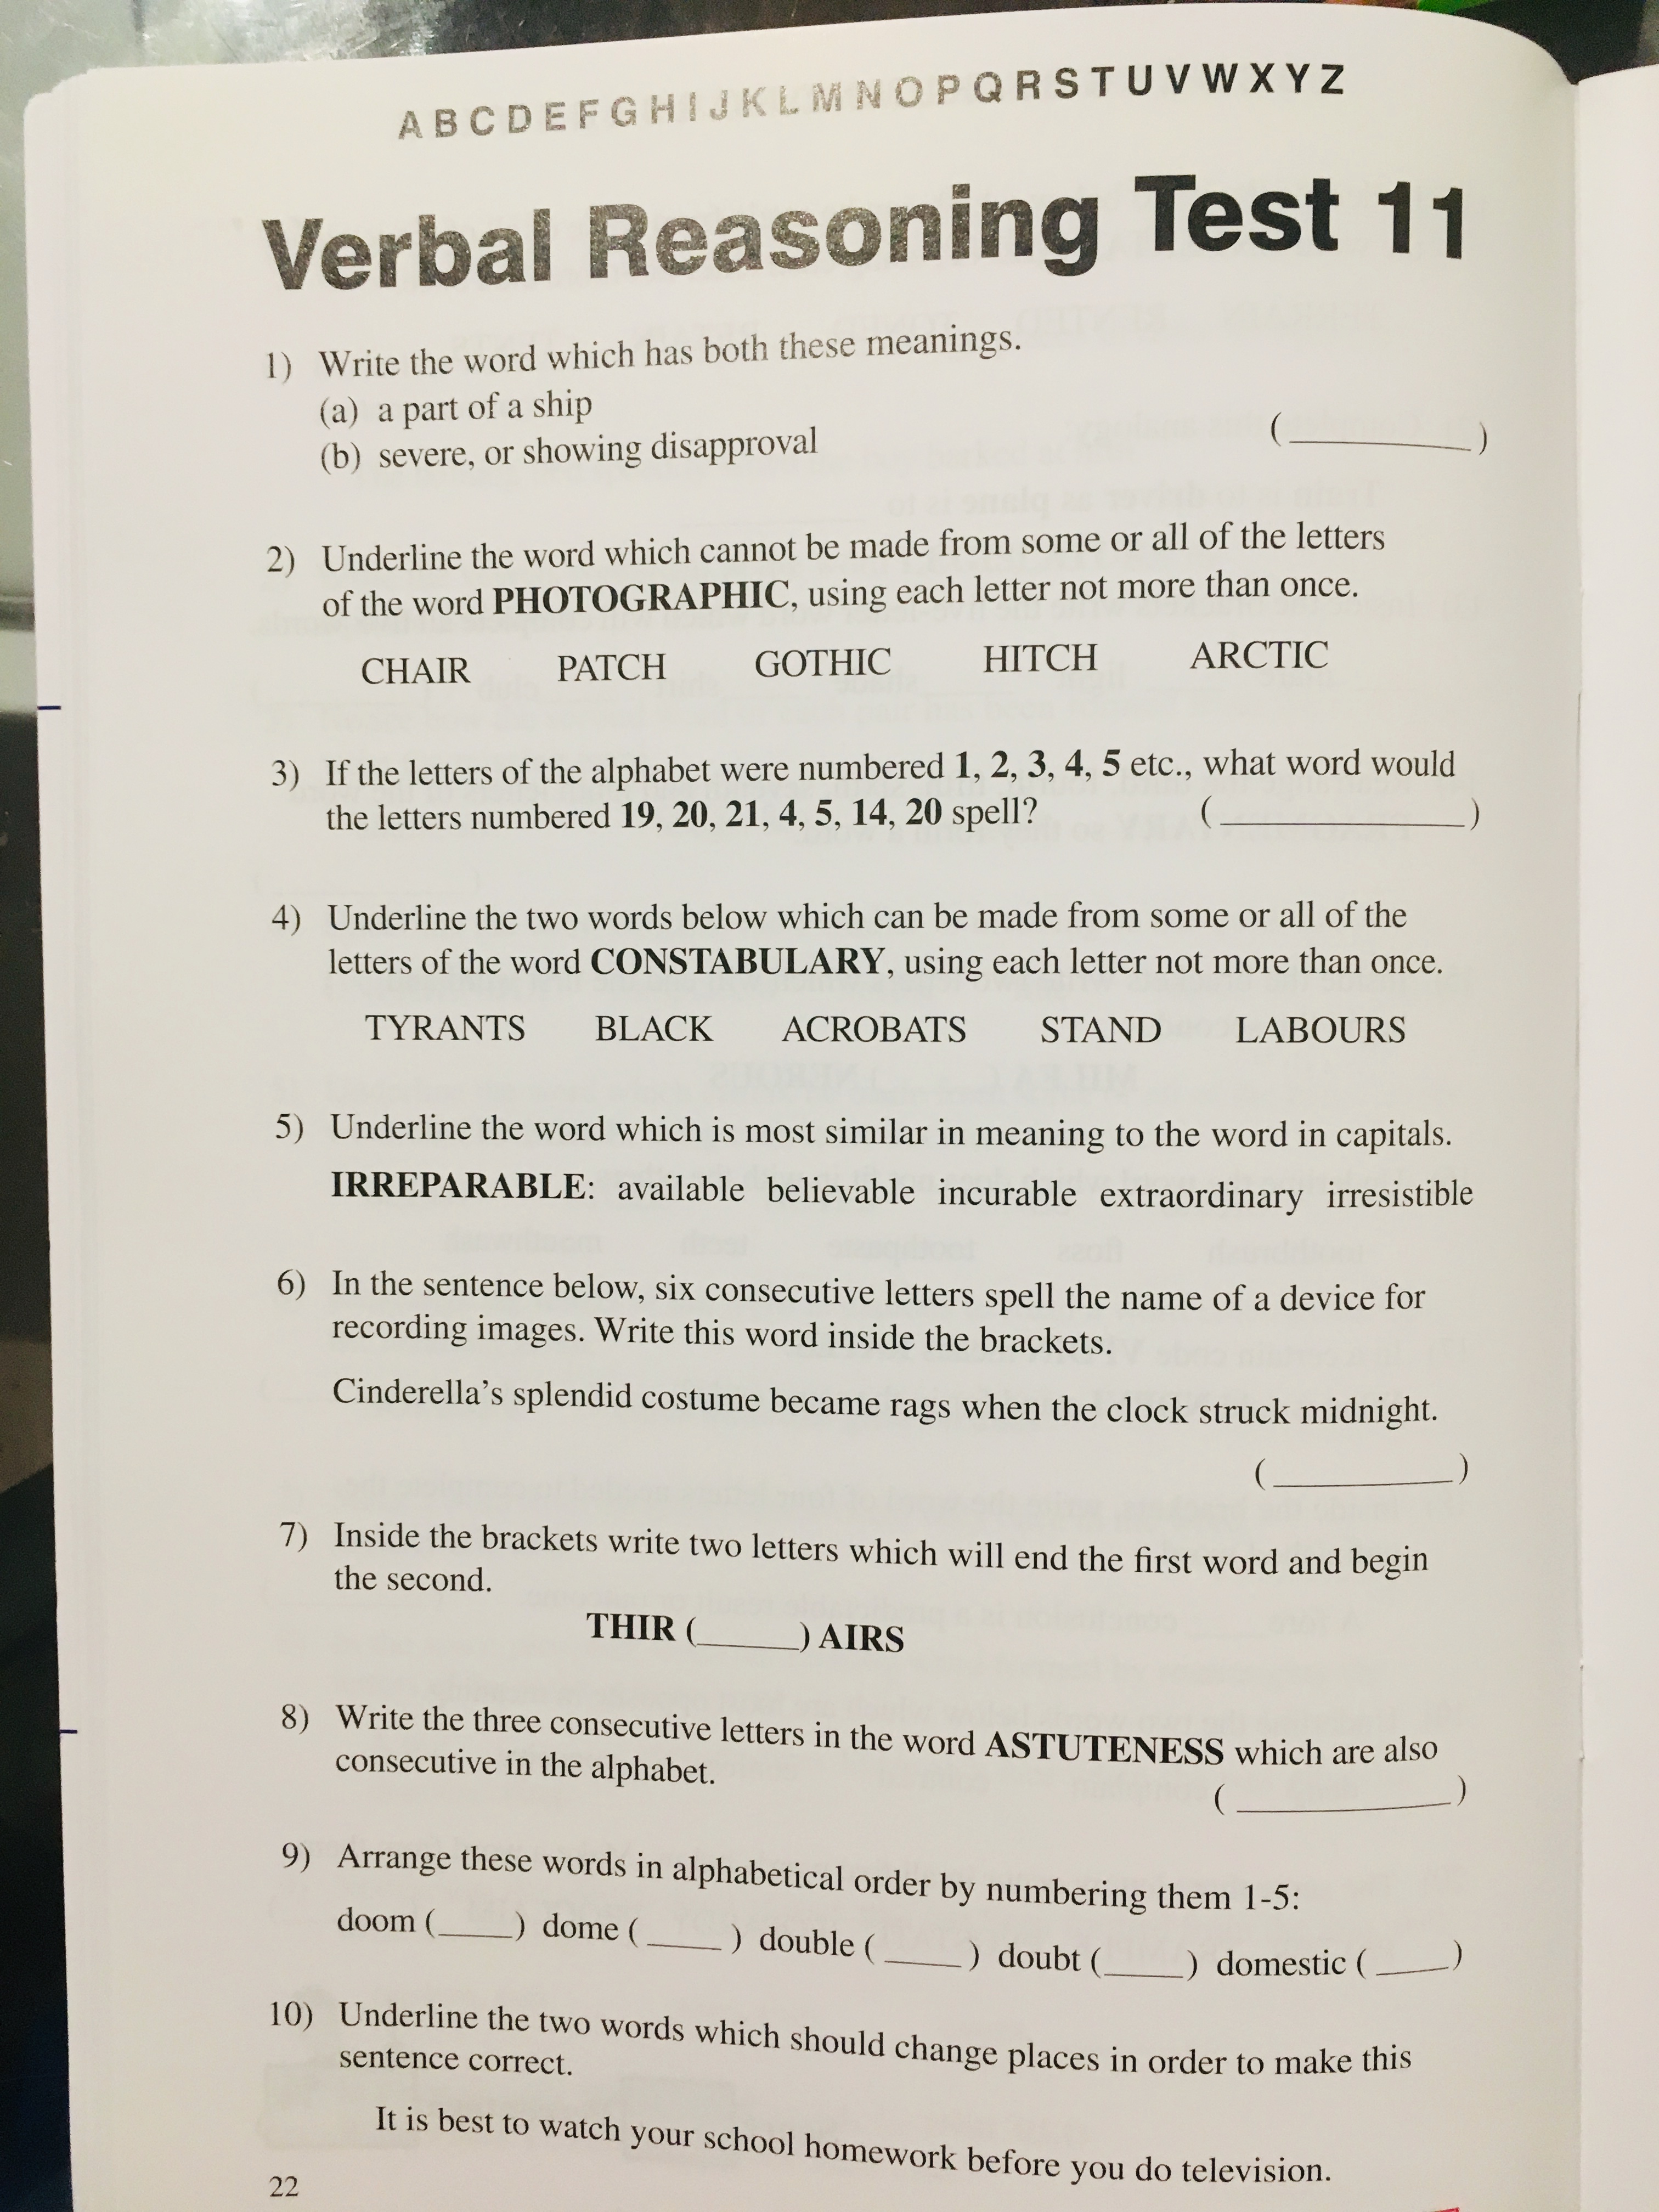 A B C D E F G H I J K L M N O P Q R S T U V W X Y Z
Verbal Reasoning Test 11
1) Write the word which has both these meanings.
(a) a part of a ship
(b) severe, or showing disapproval (__________)
2) Underline the word which cannot be made from some or all of the letters
of the word PHOTOGRAPHIC, using each letter not more than once.
CHAIR PATCH GOTHIC HITCH ARCTIC
3) If the letters of the alphabet were numbered 1, 2, 3, 4, 5 etc., what word would
the letters numbered 19, 20, 21, 4, 5, 14, 20 spell? (______________)
4) Underline the two words below which can be made from some or all of the
letters of the word CONSTABULARY, using each letter not more than once.
TYRANTS BLACK ACROBATS STAND LABOURS
5) Underline the word which is most similar in meaning to the word in capitals.
IRREPARABLE: available believable incurable extraordinary irresistible
6) In the sentence below, six consecutive letters spell the name of a device for
recording images. Write this word inside the brackets.
Cinderella's splendid costume became rags when the clock struck midnight.
(__________)
7) Inside the brackets write two letters which will end the first word and begin
the second.
THIR (______) AIRS
8) Write the three consecutive letters in the word ASTUTENESS which are also
consecutive in the alphabet.
(____________)
9) Arrange these words in alphabetical order by numbering them 1-5:
doom (____) dome (____) double (____) doubt (____) domestic (____)
10) Underline the two words which should change places in order to make this
sentence correct.
It is best to watch your school homework before you do television.
22